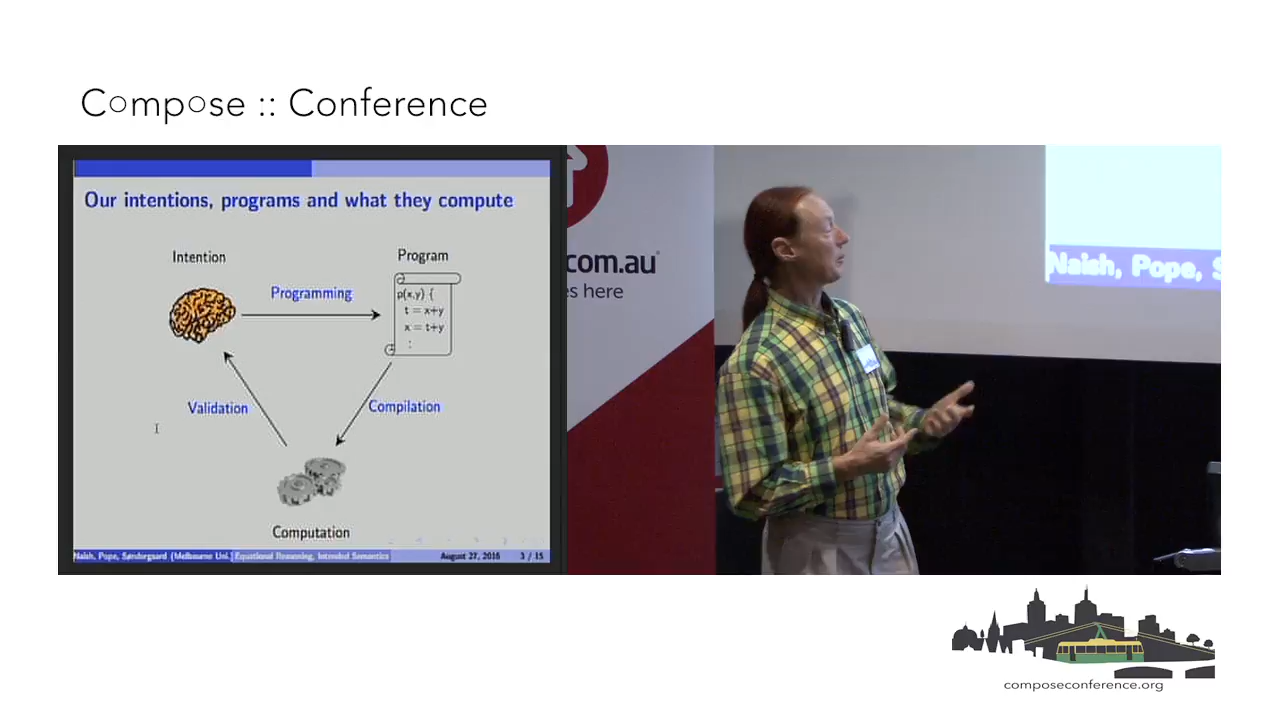 Compose :: Conference
Our intentions, programs and what they compute
Intention
Program
Programming
p(x,y) {
t = x+y
x = t+y
:
Validation
Compilation
Computation
Naish, Pope, Søndergaard (Melbourne Uni.)
Equational Reasoning, Intended Semantics
August 27, 2016
3 / 15
.com.au
es here
Naish, Pope, S
composeconference.org